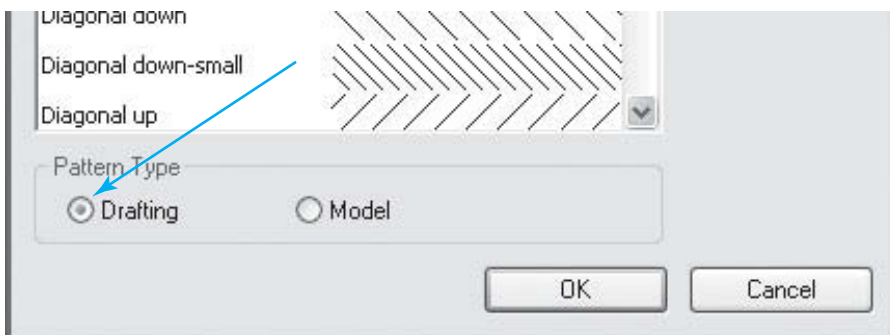 Diagonal down
Diagonal down-small
Diagonal up
Pattern Type
Drafting Model
OK Cancel